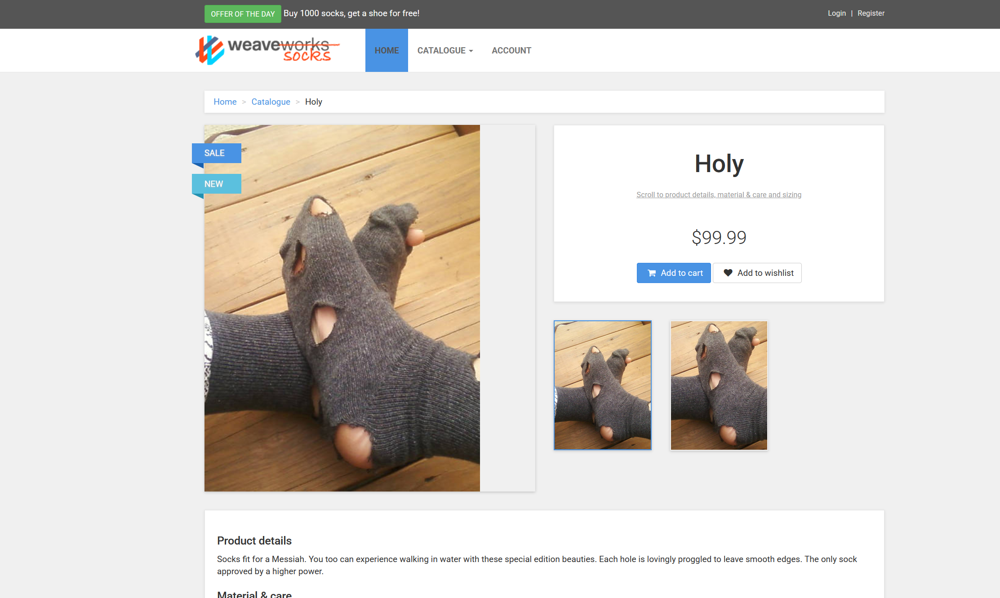 OFFER OF THE DAY Buy 1000 socks, get a shoe for free!
Login | Register
weaveworks
socks
HOME CATALOGUE ACCOUNT
Home > Catalogue > Holy
SALE
NEW
Holy
Scroll to product details, material & care and sizing
$99.99
Add to cart Add to wishlist
Product details
Socks fit for a Messiah. You too can experience walking in water with these special edition beauties. Each hole is lovingly proggled to leave smooth edges. The only sock
approved by a higher power.
Material & care